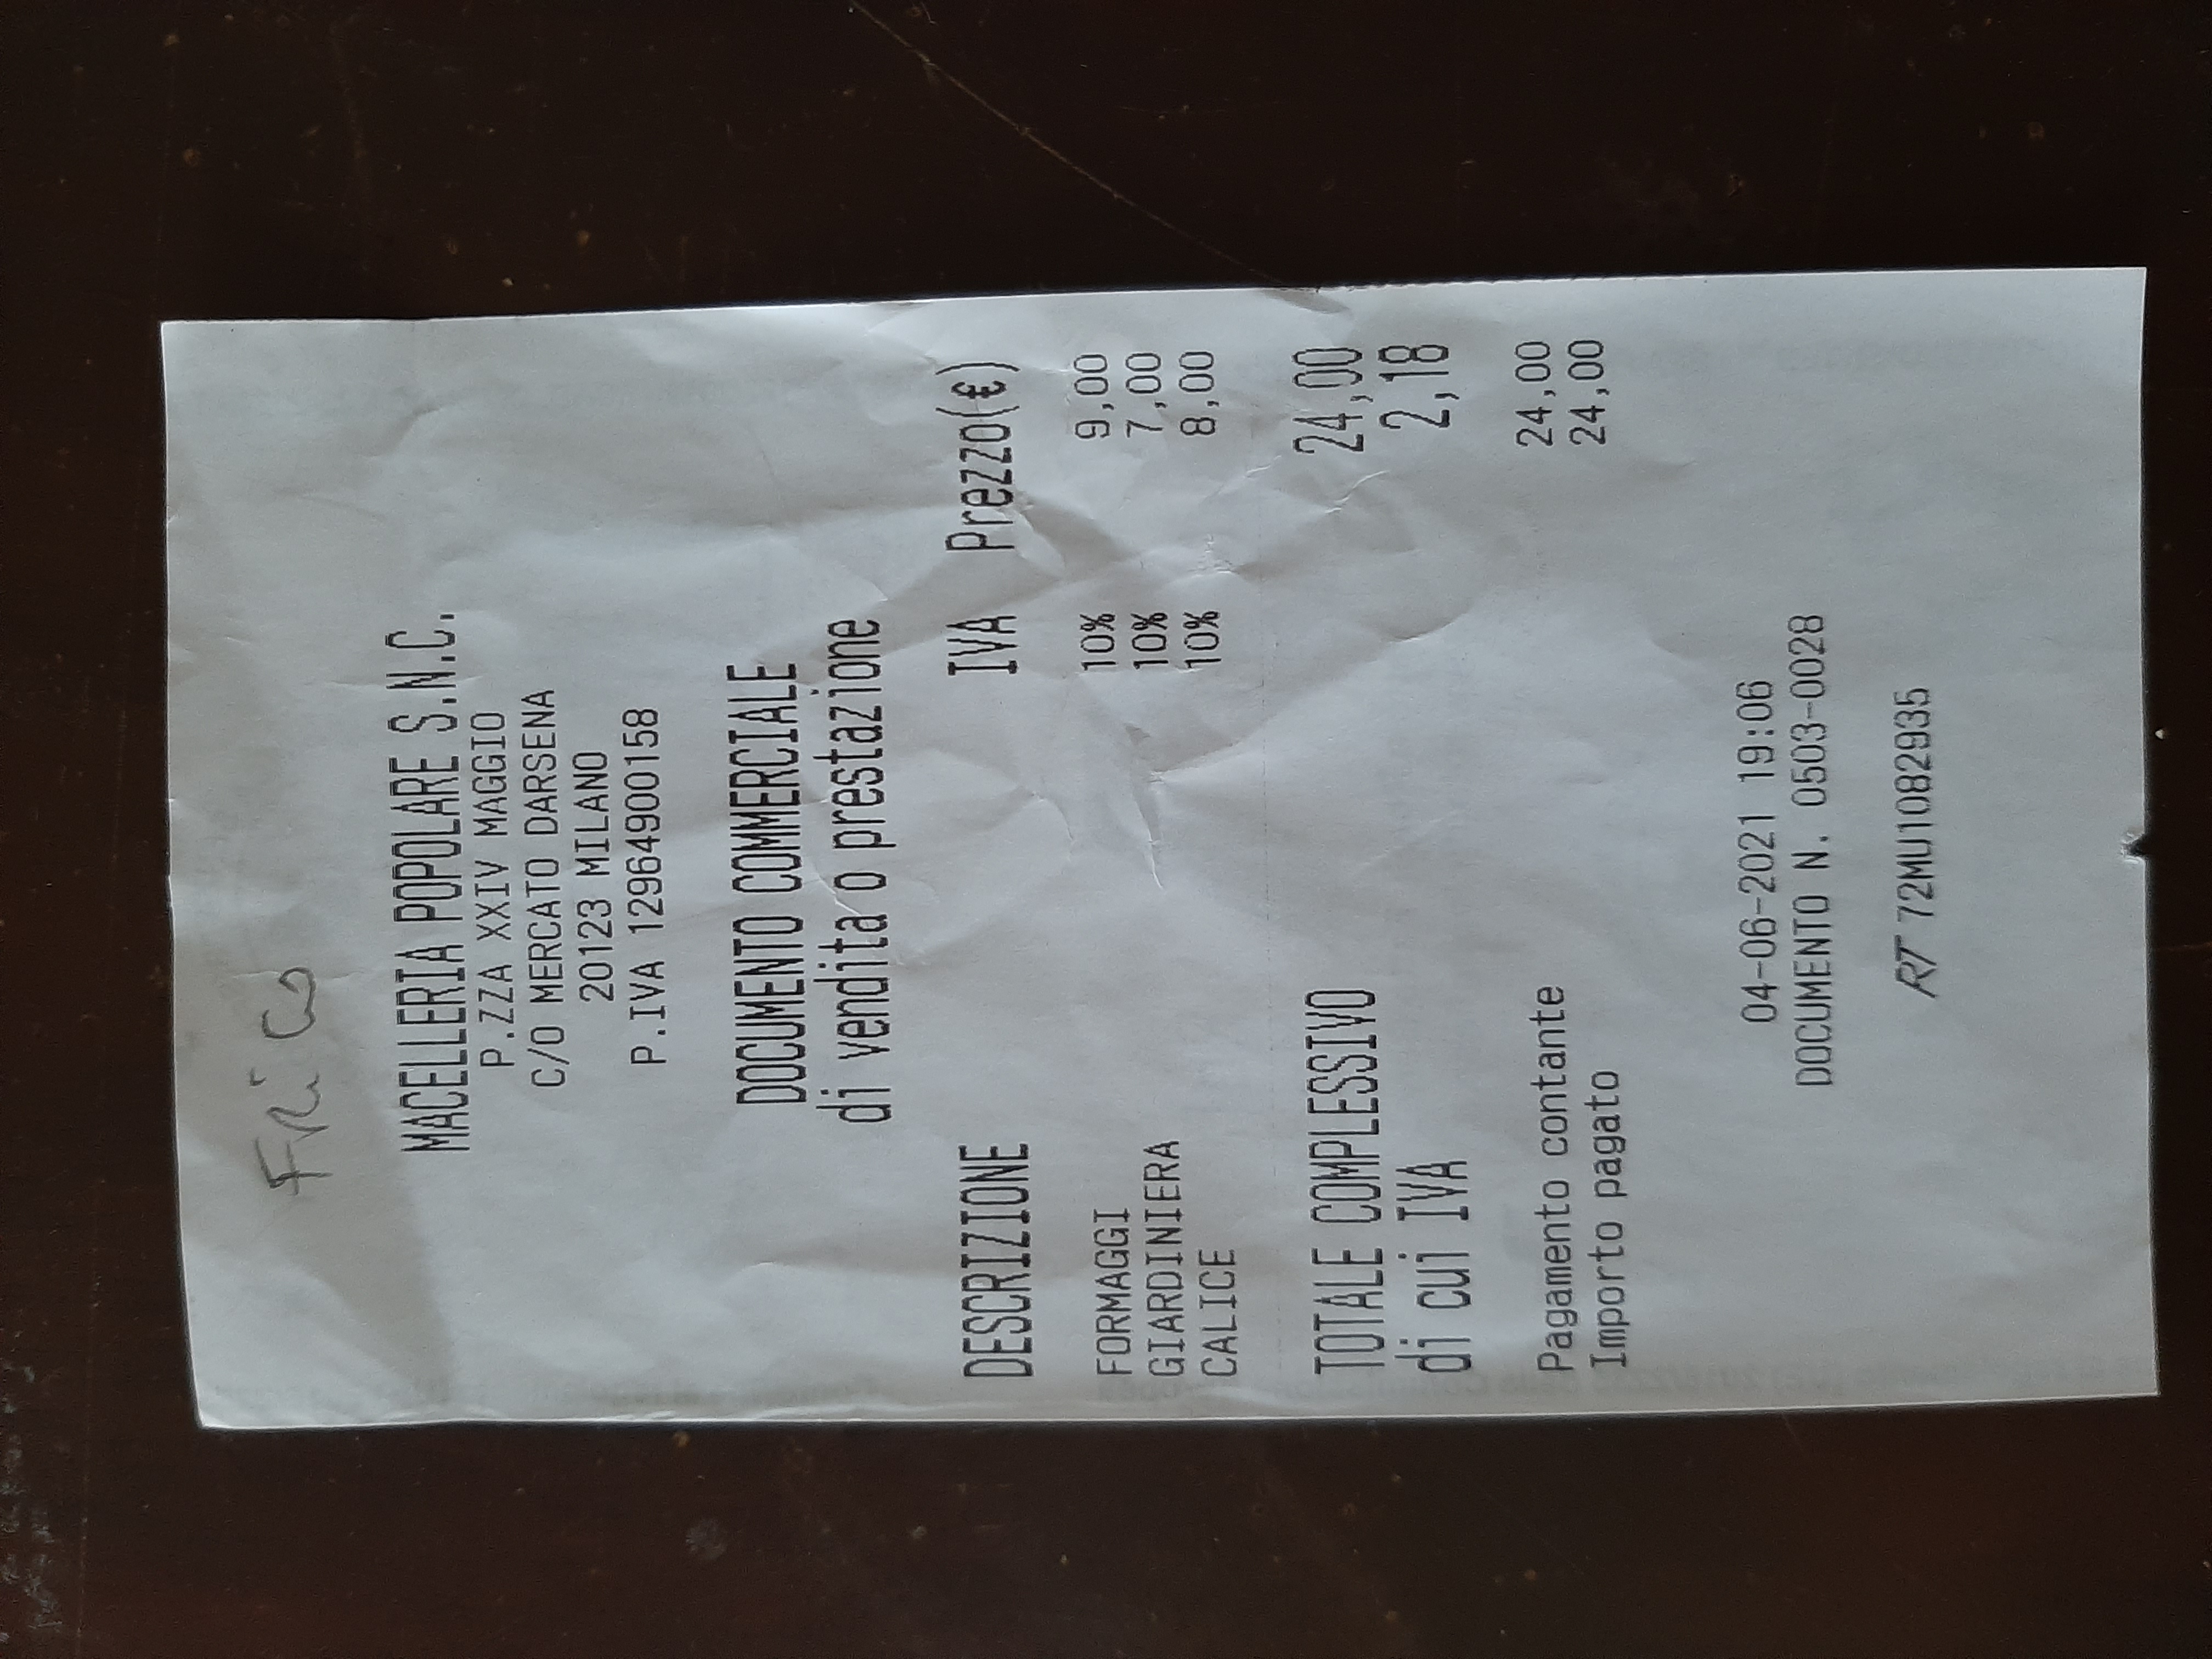 MACELLERIA POPOLARE S.N.C.
P.ZZA XXIV MAGGIO
C/O MERCATO DARSENA
20123 MILANO
P.IVA 12964900158
DOCUMENTO COMMERCIALE
di vendita o prestazione
DESCRIZIONE IVA Prezzo(€)
FORMAGGI 10% 9,00
GIARDINIERA 10% 7,00
CALICE 10% 8,00
TOTALE COMPLESSIVO 24,00
di cui IVA 2,18
Pagamento contante 24,00
Importo pagato 24,00
04-06-2021 19:06
DOCUMENTO N. 0503-0028
RT 72MU1082935